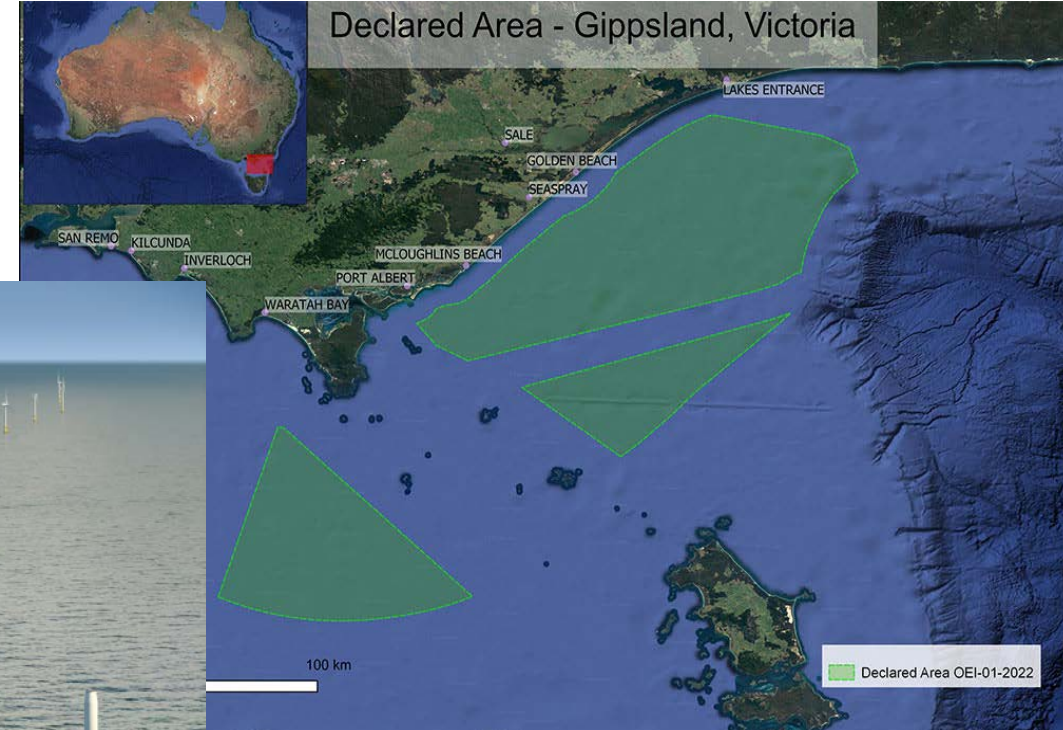 Declared Area - Gippsland, Victoria
LAKES ENTRANCE
SALE
GOLDEN BEACH
SEASPRAY
SAN REMO
KILCUNDA
MCLOUGHLINS BEACH
INVERLOCH
PORT ALBERT
WARATAH BAY
100 km
Declared Area OEI-01-2022